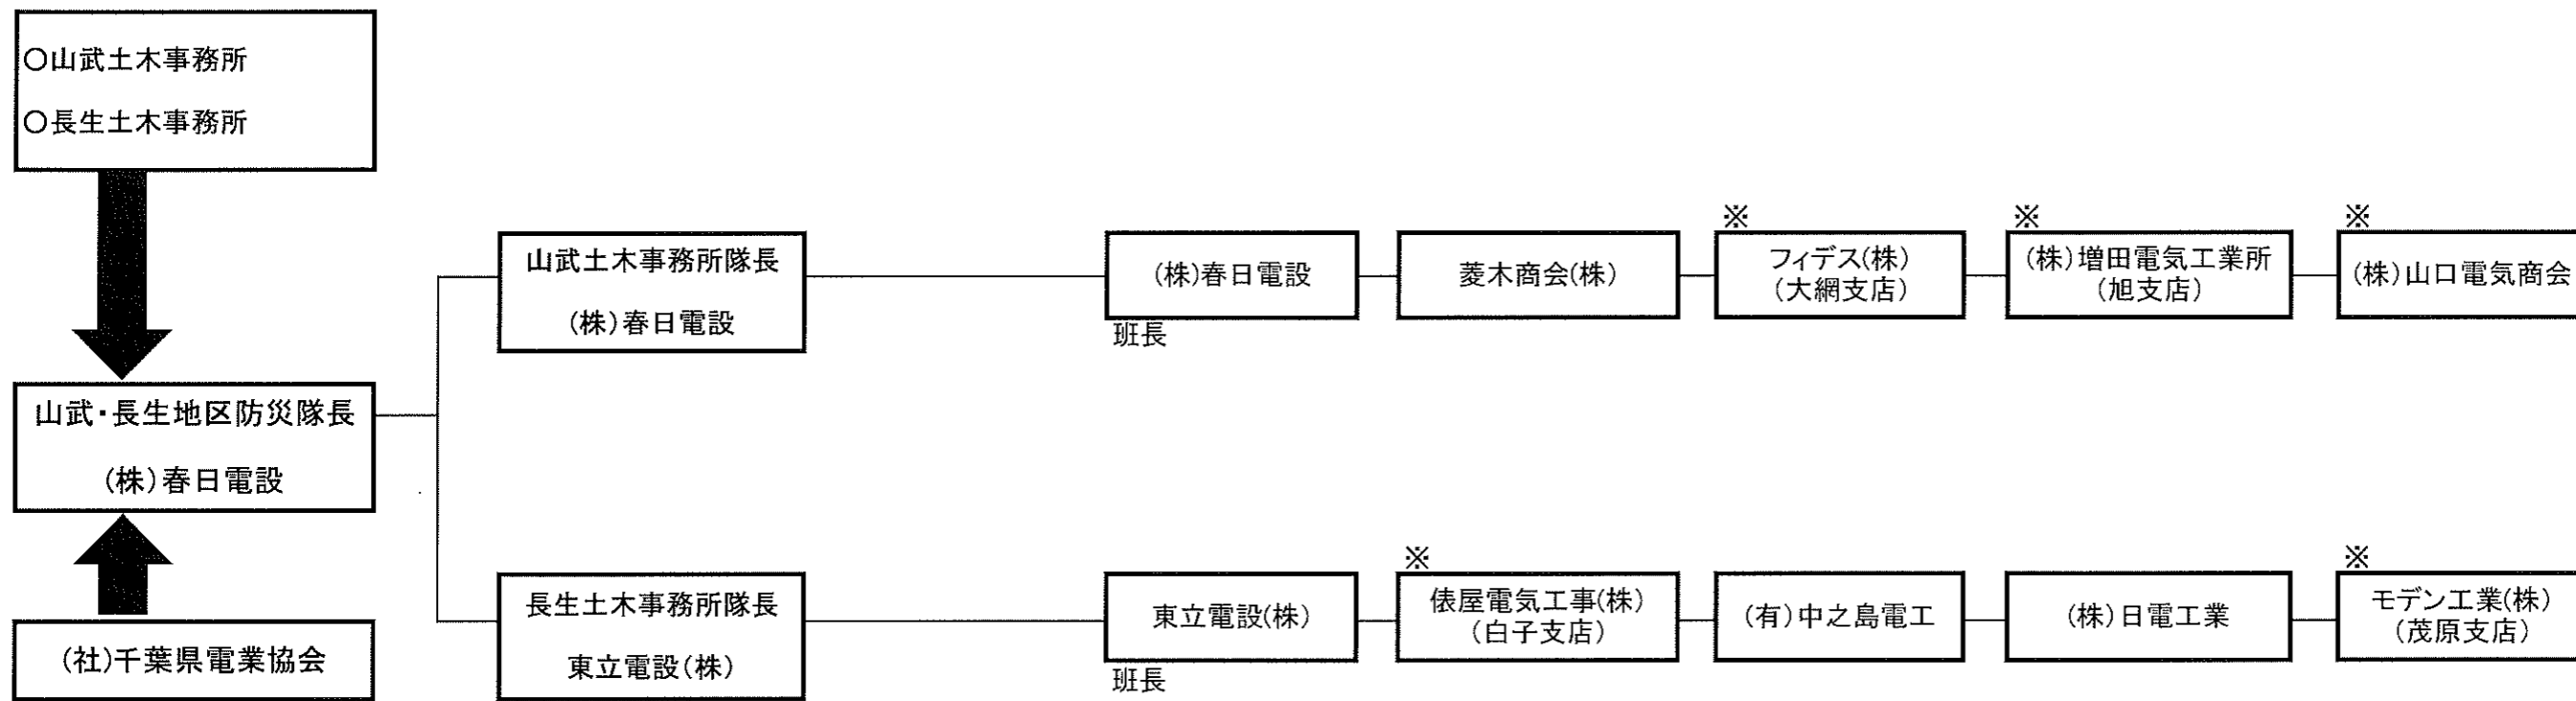 ○山武土木事務所
○長生土木事務所
山武・長生地区防災隊長
(株)春日電設
(社)千葉県電業協会
山武土木事務所隊長
(株)春日電設
(株)春日電設
班長
菱木商会(株)
※
フィデス(株)
(大網支店)
※
(株)増田電気工業所
(旭支店)
※
(株)山口電気商会
長生土木事務所隊長
東立電設(株)
東立電設(株)
班長
※
俵屋電気工事(株)
(白子支店)
(有)中之島電工
(株)日電工業
※
モデン工業(株)
(茂原支店)